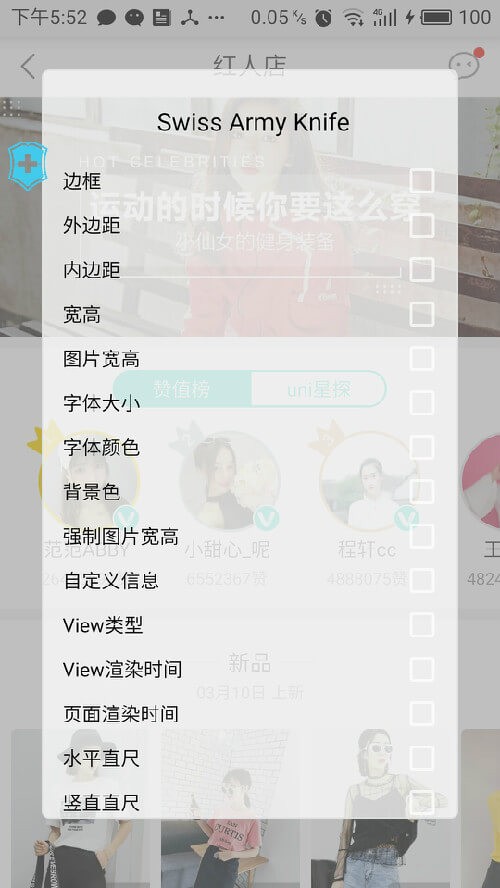 下午5:52 ··· 0.05 K/s 4G 100
红人店
Swiss Army Knife
HOT CELEBRITIES
边框
运动的时候你要这么穿
外边距
小仙女的健身装备
内边距
宽高
图片宽高
赞值榜 uni星探
字体大小
字体颜色
背景色
强制图片宽高
范范ABBY 小甜心_呢 程轩cc 王
自定义信息
6552367赞 4888075赞 4824
View类型
View渲染时间
新品
03月10日 上新
页面渲染时间
水平直尺
竖直直尺
CURTIS